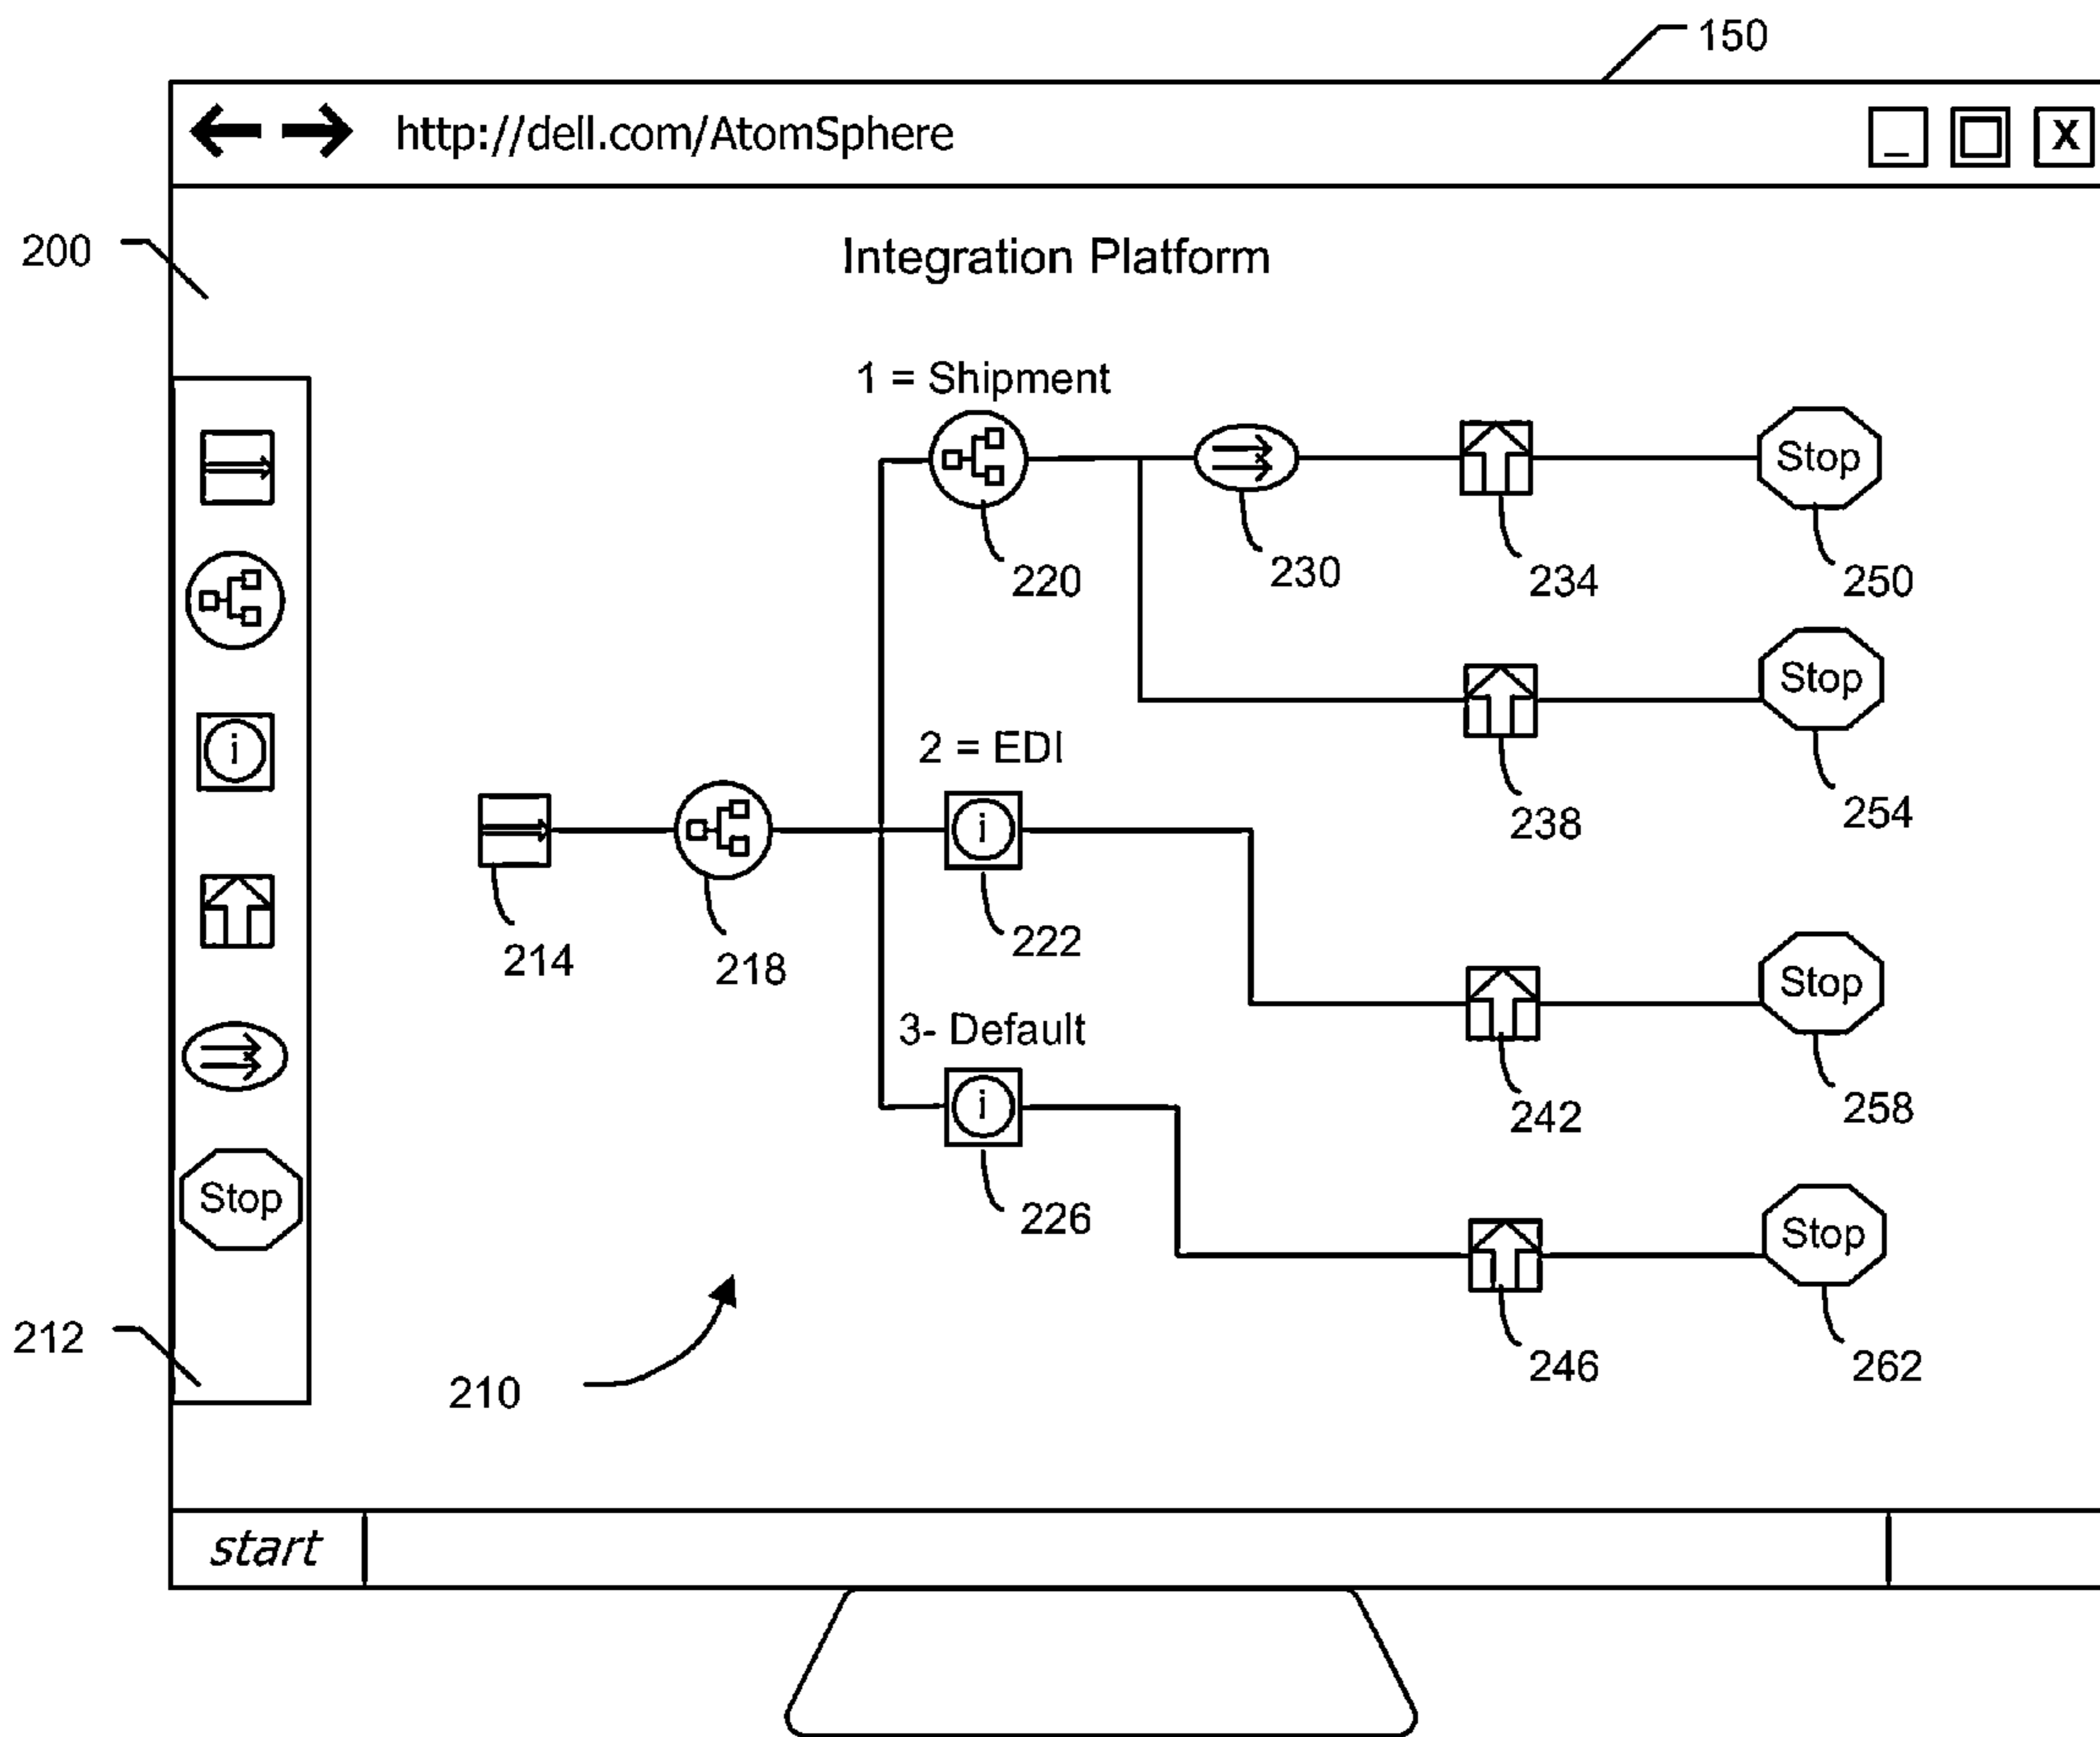 150
http://dell.com/AtomSphere
_ X
200
Integration Platform
1 = Shipment
Stop
220
230
234
250
i
Stop
2 = EDI
238
254
i
214
218
222
Stop
3- Default
242
258
i
Stop
226
Stop
212
210
246
262
start